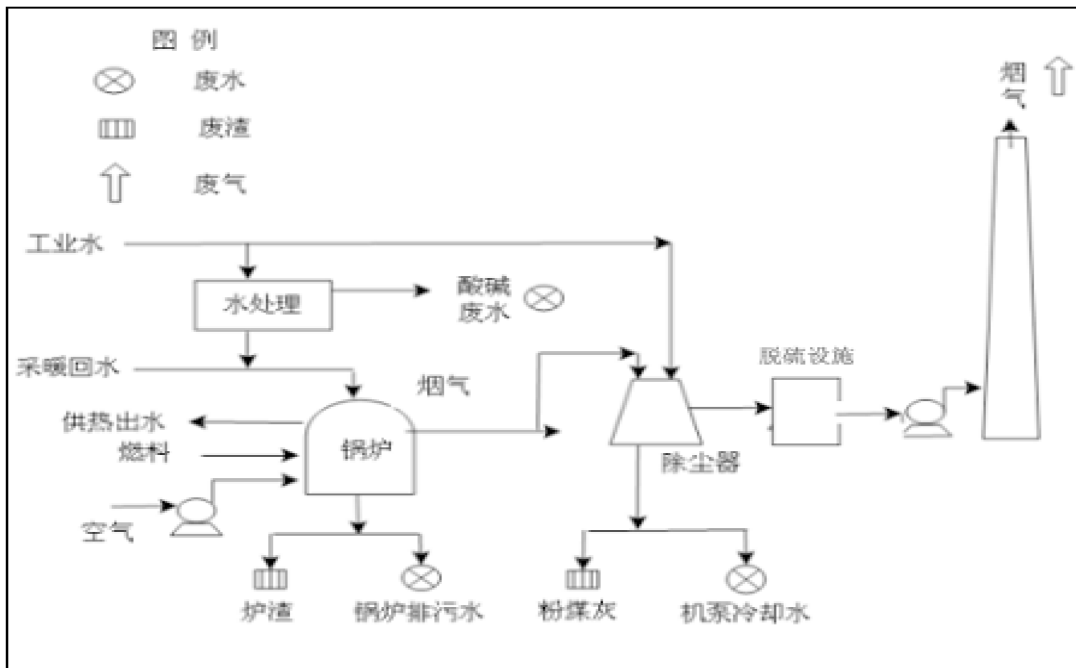 图 例
废水
废渣
废气
烟
气
工业水
水处理
酸碱
废水
采暖回水
烟气
脱硫设施
供热出水
燃料
锅炉
除尘器
空气
炉渣
锅炉排污水
粉煤灰
机泵冷却水